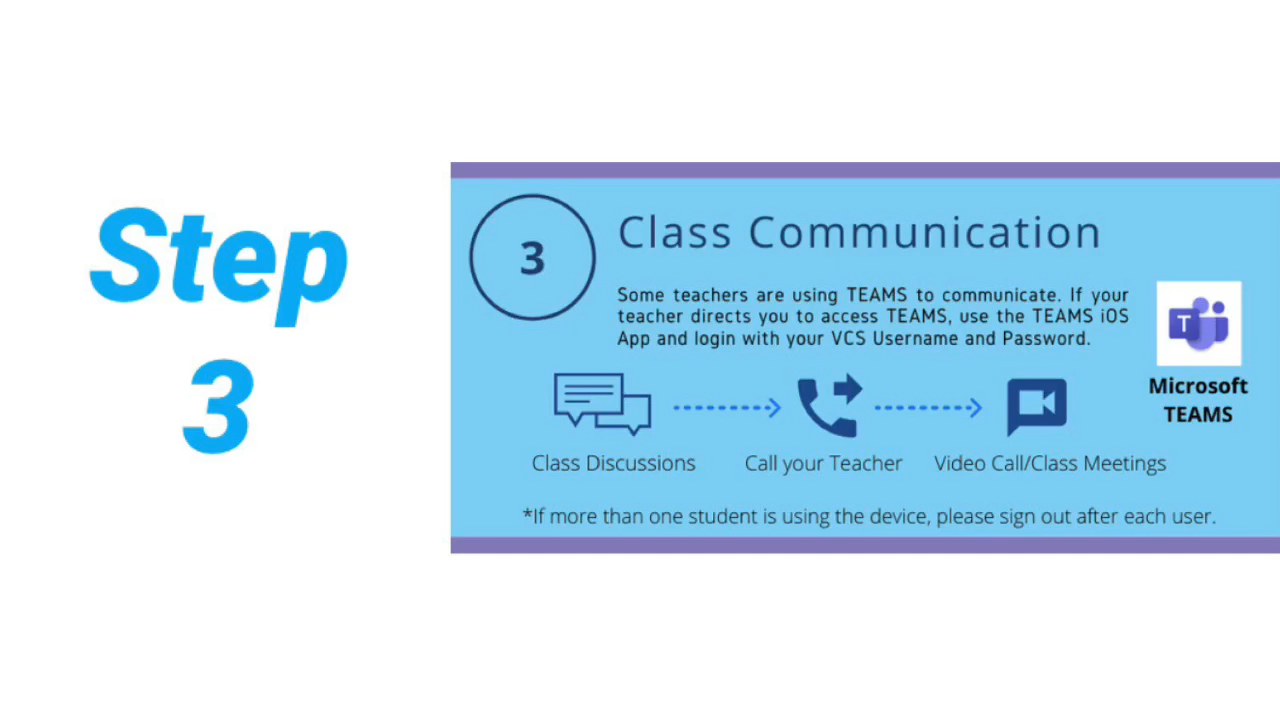 Step
3
3
Class Communication
Some teachers are using TEAMS to communicate. If your
teacher directs you to access TEAMS, use the TEAMS iOS
App and login with your VCS Username and Password.
T
Microsoft
TEAMS
Class Discussions
Call your Teacher
Video Call/Class Meetings
*If more than one student is using the device, please sign out after each user.